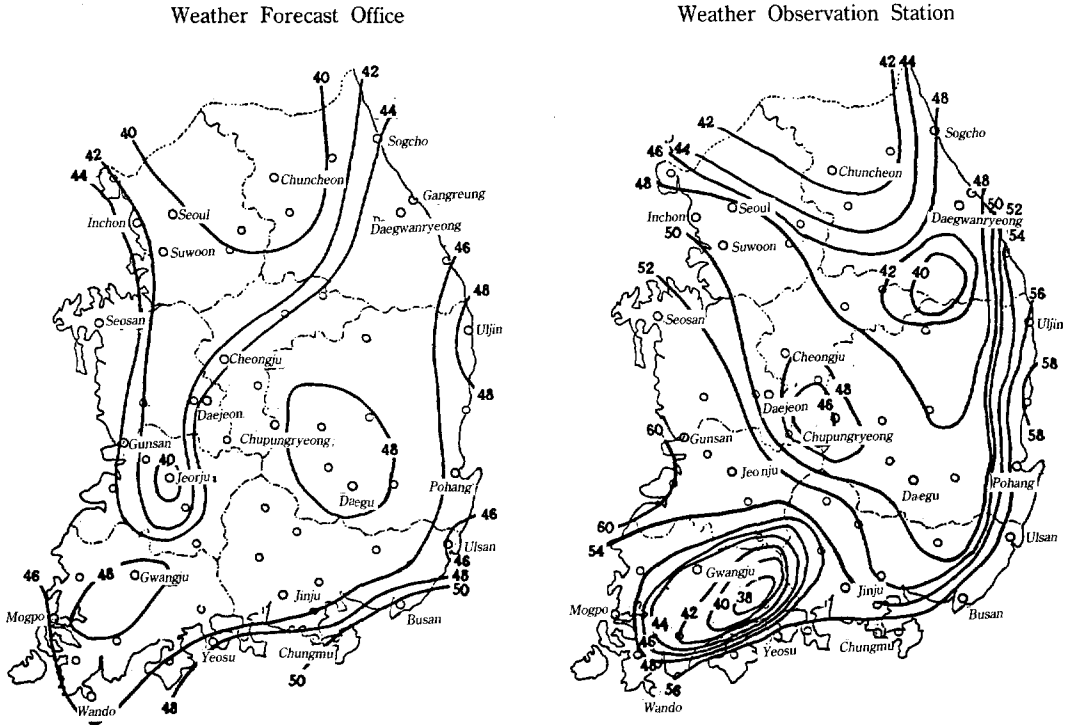 Weather Forecast Office
Weather Observation Station
40
42
44
40
42
44
Sogcho
Chuncheon
Gangreung
Seoul
Daegwanryeong
Inchon
Suwoon
46
48
Seosan
Uljin
Cheongju
48
Daejeon
Gunsan
Chupungryeong
48
40
Jeorju
Daegu
Pohang
46
Ulsan
46
48
50
46
48
Gwangju
Jinju
Mogpo
Busan
Yeosu
Chungmu
50
48
Wando
42
44
48
42
Sogcho
46
44
48
Chuncheon
48
50
52
Seoul
Daegwanryeong
Inchon
Suwoon
50
54
42
40
52
56
Seosan
Uljin
Cheongju
58
48
Daejeon
46
60
Gunsan
Chupungryeong
58
Jeonju
Daegu
Pohang
60
54
Ulsan
Gwangju
38
40
42
Jinju
Mogpo
44
Busan
46
Yeosu
Chungmu
48
56
Wando